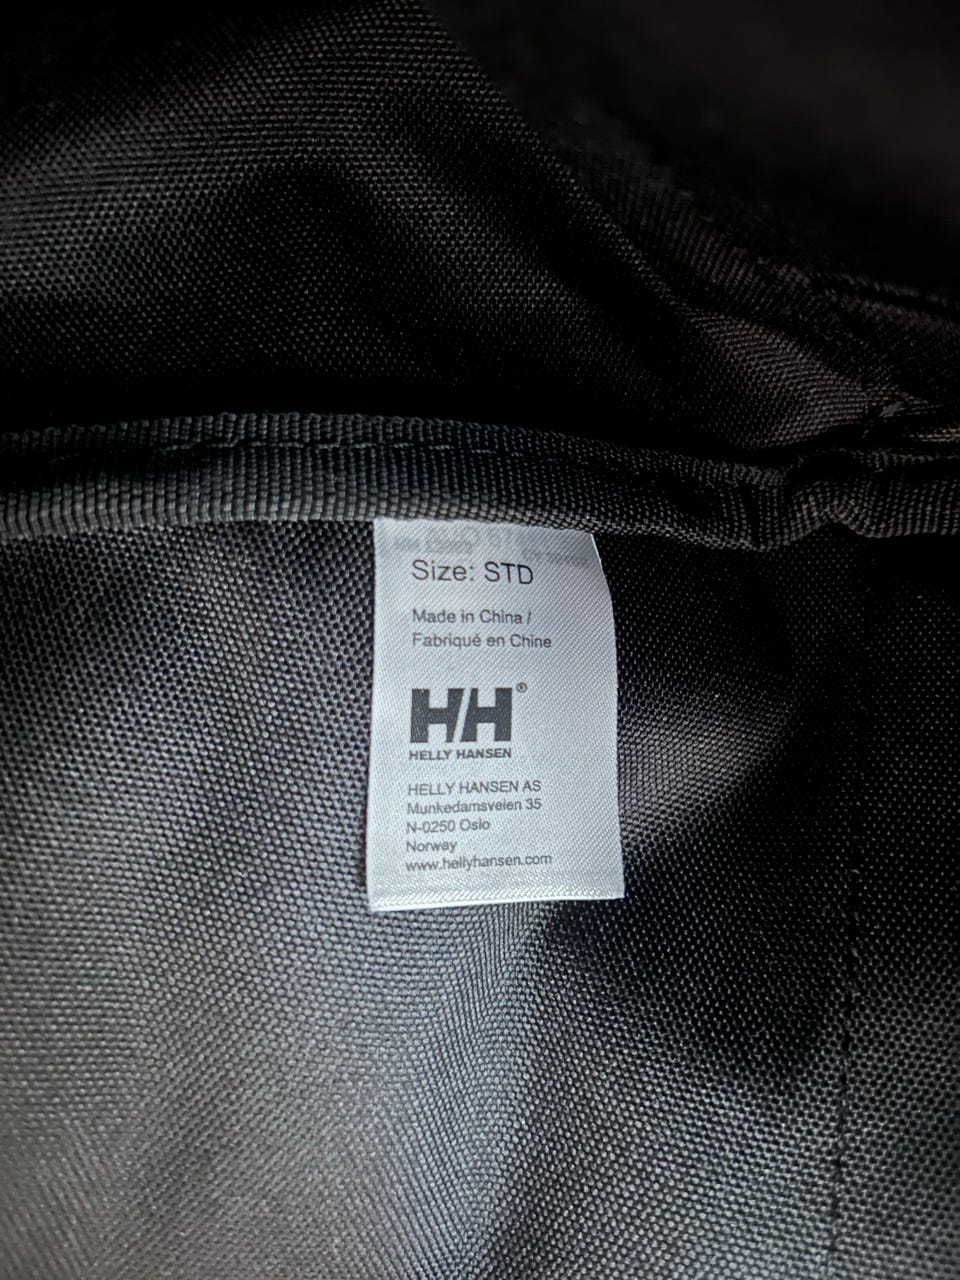 Size: STD
Made in China /
Fabriqué en Chine
HH®
HELLY HANSEN
HELLY HANSEN AS
Munkedamsveien 35
N-0250 Oslo
Norway
www.hellyhansen.com